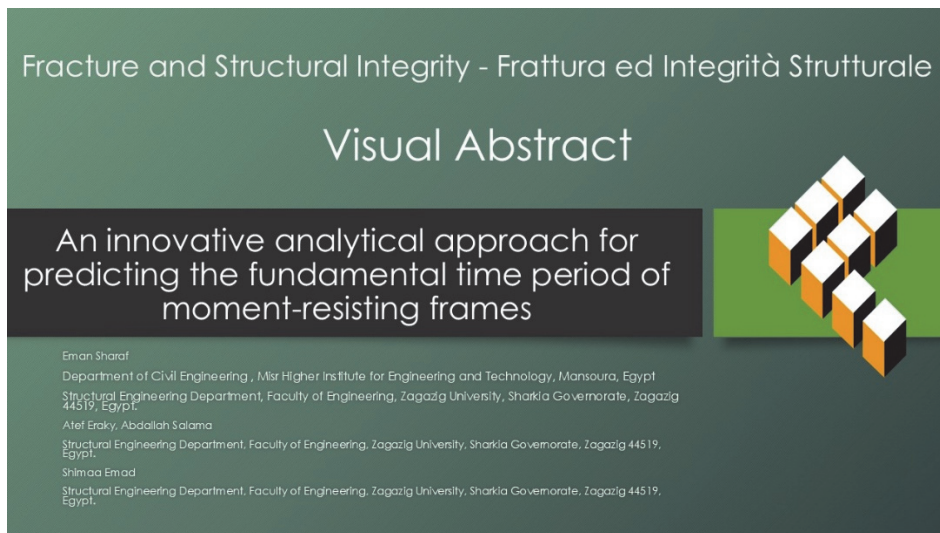 Fracture and Structural Integrity - Frattura ed Integrità Strutturale
Visual Abstract
An innovative analytical approach for
predicting the fundamental time period of
moment-resisting frames
Eman Sharaf
Department of Civil Engineering , Misr Higher Institute for Engineering and Technology, Mansoura, Egypt
Structural Engineering Department, Faculty of Engineering, Zagazig University, Sharkia Governorate, Zagazig
44519, Egypt.
Atef Eraky, Abdallah Salama
Structural Engineering Department, Faculty of Engineering, Zagazig University, Sharkia Governorate, Zagazig 44519,
Egypt.
Shimaa Emad
Structural Engineering Department, Faculty of Engineering, Zagazig University, Sharkia Governorate, Zagazig 44519,
Egypt.